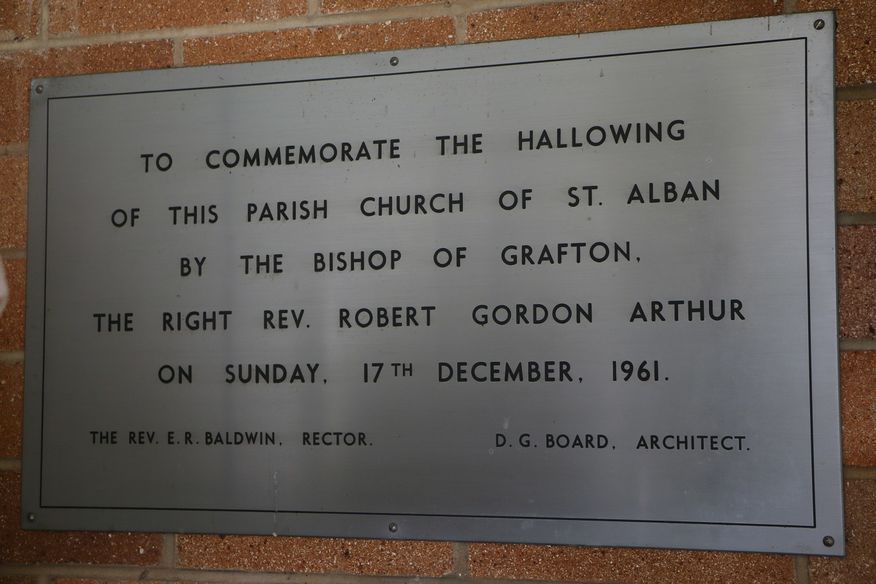 TO COMMEMORATE THE HALLOWING
OF THIS PARISH CHURCH OF ST. ALBAN
BY THE BISHOP OF GRAFTON.
THE RIGHT REV. ROBERT GORDON ARTHUR
ON SUNDAY, 17TH DECEMBER, 1961.
THE REV. E. R. BALDWIN, RECTOR. D. G. BOARD, ARCHITECT.